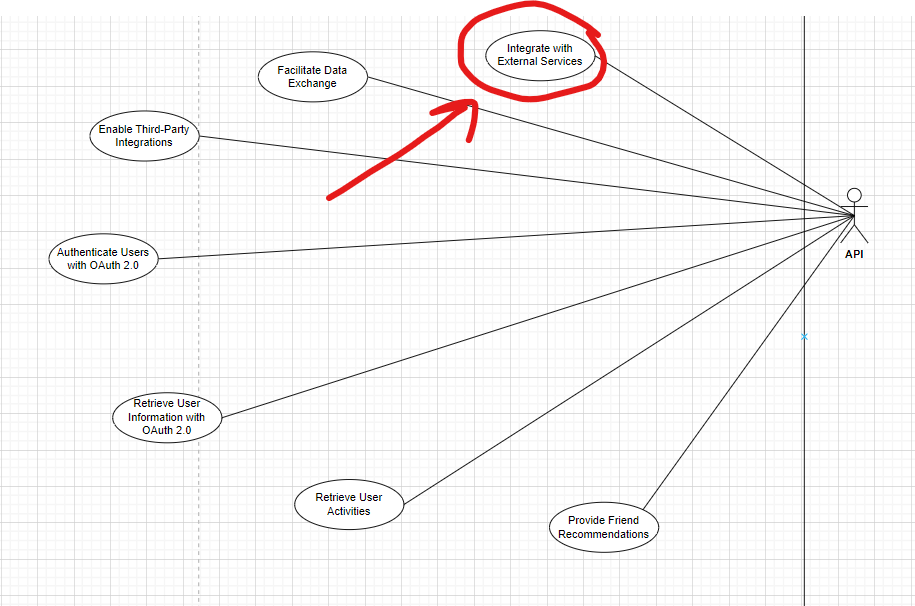 Integrate with
External Services
Facilitate Data
Exchange
Enable Third-Party
Integrations
Authenticate Users
with OAuth 2.0
API
Retrieve User
Information with
OAuth 2.0
Retrieve User
Activities
Provide Friend
Recommendations